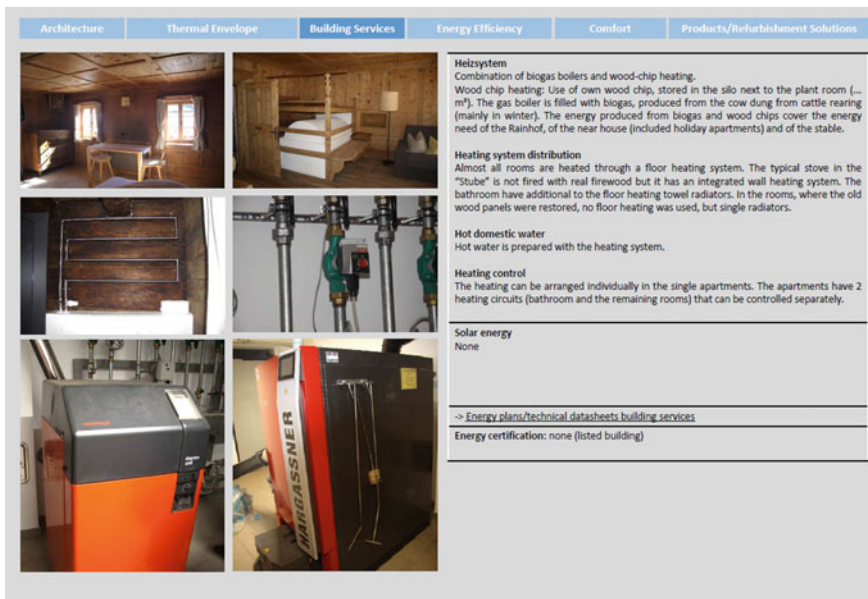 Architecture
Thermal Envelope
Building Services
Energy Efficiency
Comfort
Products/Refurbishment Solutions
Heizsystem
Combination of biogas boilers and wood-chip heating.
Wood chip heating: Use of own wood chip, stored in the silo next to the plant room (...
m³). The gas boiler is filled with biogas, produced from the cow dung from cattle rearing
(mainly in winter). The energy produced from biogas and wood chips cover the energy
need of the Rainhof, of the near house (included holiday apartments) and of the stable.
Heating system distribution
Almost all rooms are heated through a floor heating system. The typical stove in the
"Stube" is not fired with real firewood but it has an integrated wall heating system. The
bathroom have additional to the floor heating towel radiators. In the rooms, where the old
wood panels were restored, no floor heating was used, but single radiators.
Hot domestic water
Hot water is prepared with the heating system.
Heating control
The heating can be arranged individually in the single apartments. The apartments have 2
heating circuits (bathroom and the remaining rooms) that can be controlled separately.
Solar energy
None
-> Energy plans/technical datasheets building services
Energy certification: none (listed building)
HARGASSNER